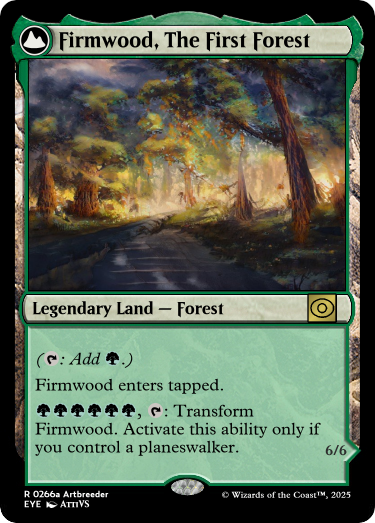 Firmwood, The First Forest
Legendary Land — Forest
(: Add .)
Firmwood enters tapped.
, : Transform
Firmwood. Activate this ability only if
you control a planeswalker.
6/6
R 0266a Artbreeder
EYE AttiVS
© Wizards of the Coast™, 2025